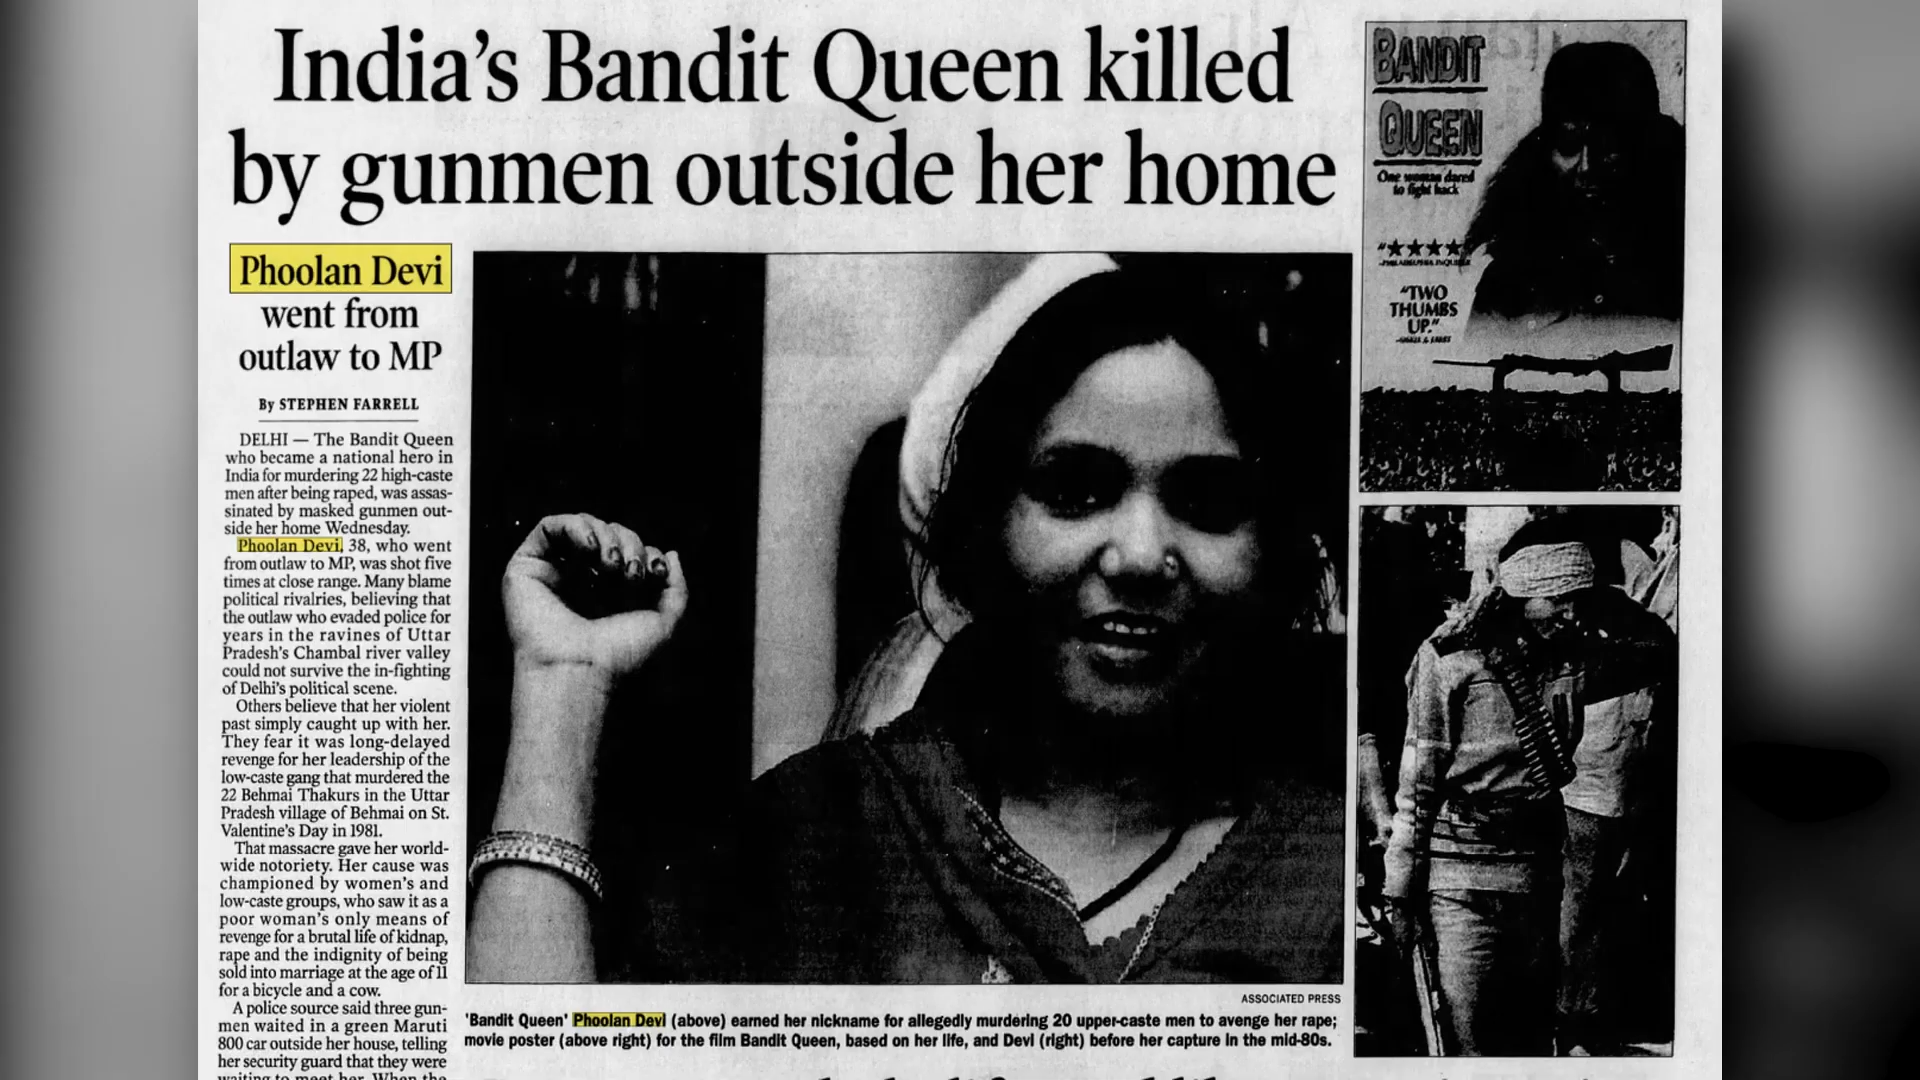 India's Bandit Queen killed
by gunmen outside her home
Phoolan Devi
went from
outlaw to MP
By STEPHEN FARRELL
DELHI — The Bandit Queen
who became a national hero in
India for murdering 22 high-caste
men after being raped, was assas-
sinated by masked gunmen out-
side her home Wednesday.
Phoolan Devi, 38, who went
from outlaw to MP, was shot five
times at close range. Many blame
political rivalries, believing that
the outlaw who evaded police for
years in the ravines of Uttar
Pradesh's Chambal river valley
could not survive the in-fighting
of Delhi's political scene.
Others believe that her violent
past simply caught up with her.
They fear it was long-delayed
revenge for her leadership of the
low-caste gang that murdered the
22 Behmai Thakurs in the Uttar
Pradesh village of Behmai on St.
Valentine's Day in 1981.
That massacre gave her world-
wide notoriety. Her cause was
championed by women's and
low-caste groups, who saw it as a
poor woman's only means of
revenge for a brutal life of kidnap,
rape and the indignity of being
sold into marriage at the age of 11
for a bicycle and a cow.
A police source said three gun-
men waited in a green Maruti
800 car outside her house, telling
her security guard that they were
waiting to meet her. When the
ASSOCIATED PRESS
'Bandit Queen' Phoolan Devi (above) earned her nickname for allegedly murdering 20 upper-caste men to avenge her rape;
movie poster (above right) for the film Bandit Queen, based on her life, and Devi (right) before her capture in the mid-80s.
BANDIT
QUEEN
One woman dared
to fight back
"★★★★"
"TWO
THUMBS
UP."